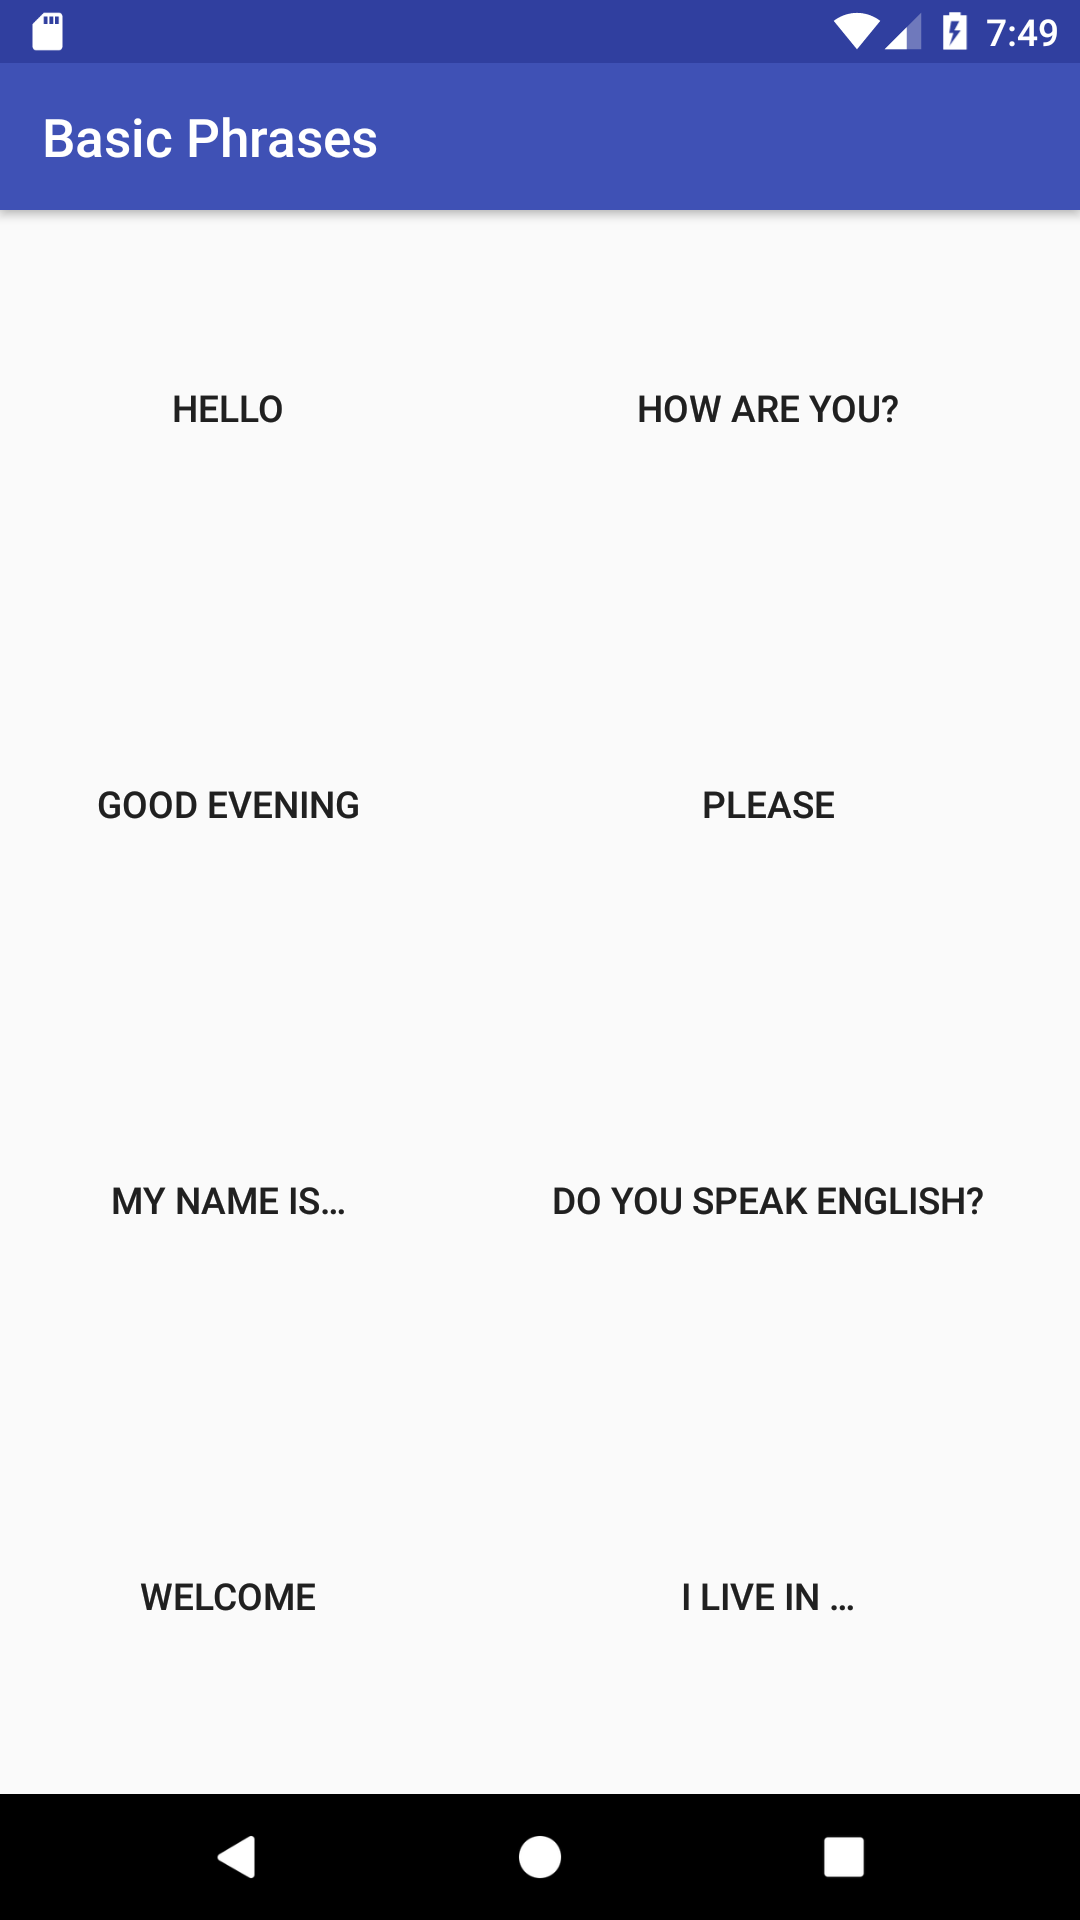 7:49
Basic Phrases
HELLO
HOW ARE YOU?
GOOD EVENING
PLEASE
MY NAME IS...
DO YOU SPEAK ENGLISH?
WELCOME
I LIVE IN ...